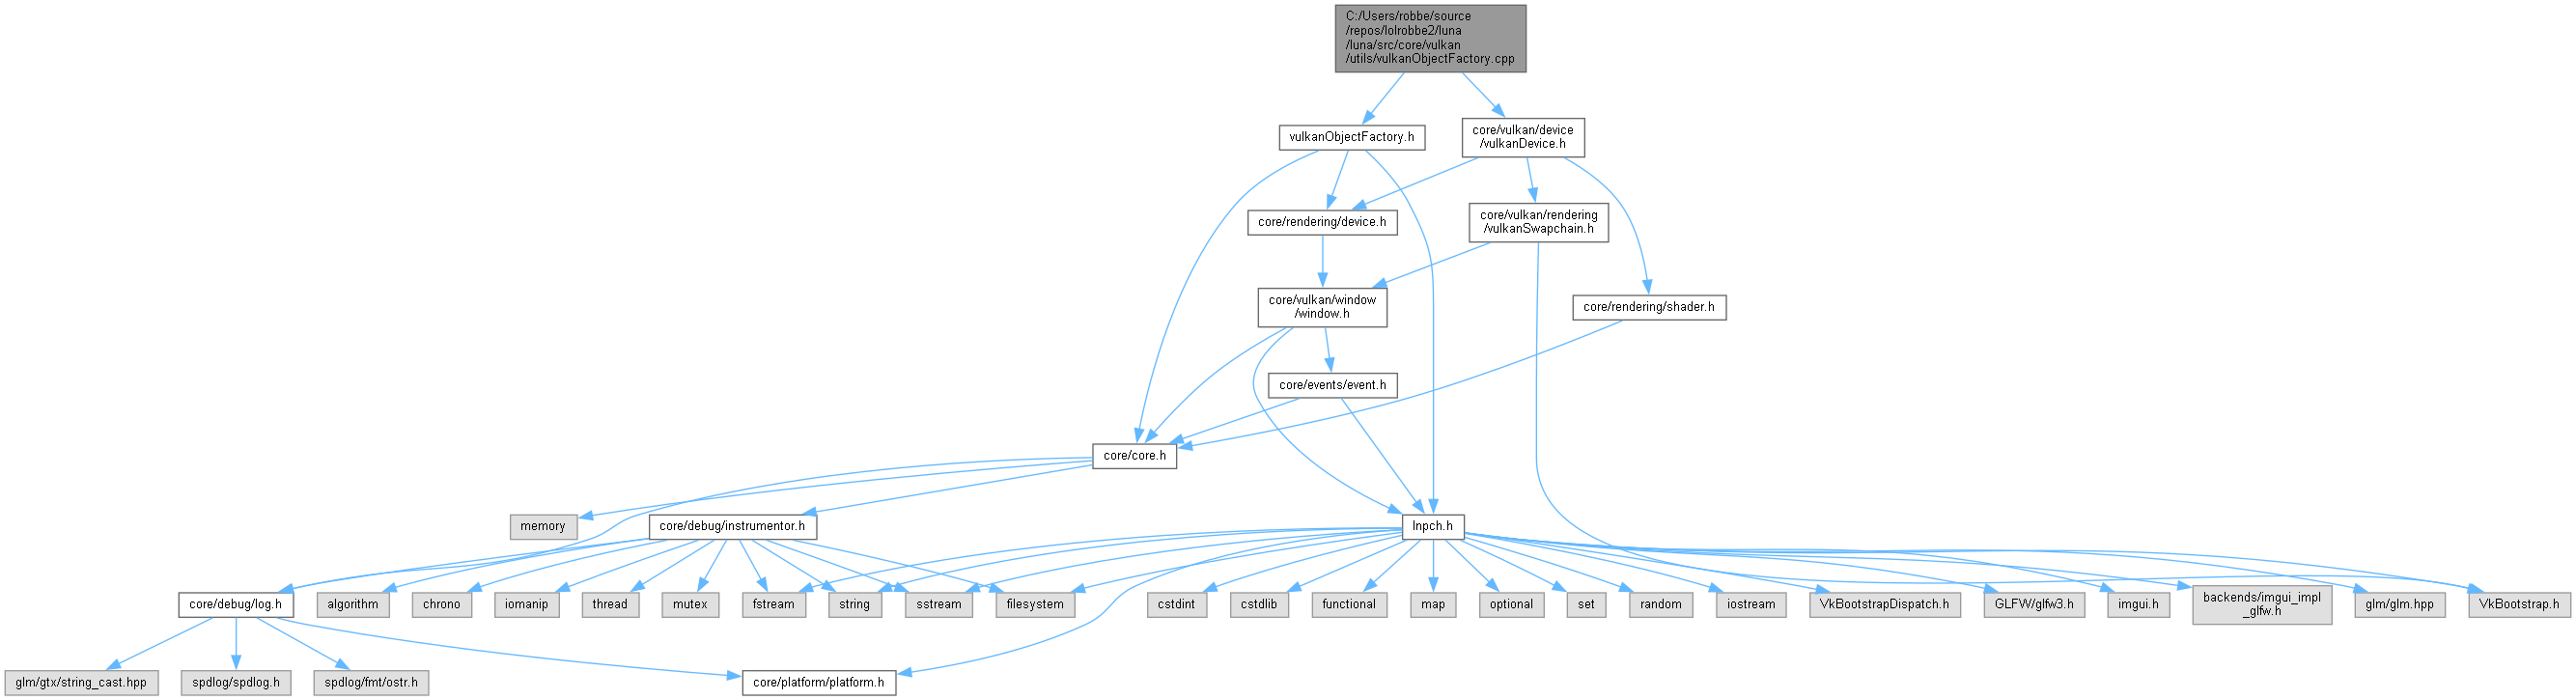 C:/Users/robbe/source
/repos/lolrobbe2/luna
/luna/src/core/vulkan
/utils/vulkanObjectFactory.cpp
vulkanObjectFactory.h
core/vulkan/device
/vulkanDevice.h
core/rendering/device.h
core/vulkan/rendering
/vulkanSwapchain.h
core/vulkan/window
/window.h
core/rendering/shader.h
core/events/event.h
core/core.h
memory
core/debug/instrumentor.h
lnpch.h
core/debug/log.h
algorithm
chrono
iomanip
thread
mutex
fstream
string
sstream
filesystem
cstdint
cstdlib
functional
map
optional
set
random
iostream
VkBootstrapDispatch.h
GLFW/glfw3.h
imgui.h
backends/imgui_impl
_glfw.h
glm/glm.hpp
VkBootstrap.h
glm/gtx/string_cast.hpp
spdlog/spdlog.h
spdlog/fmt/ostr.h
core/platform/platform.h